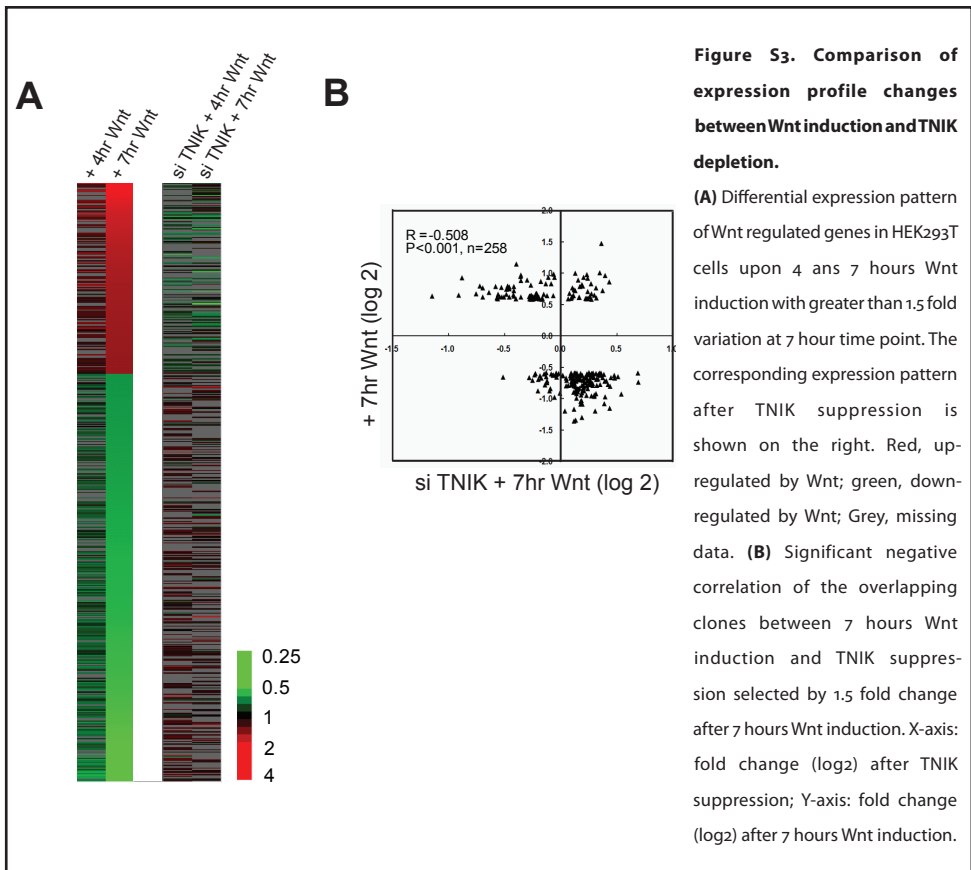 A
+ 4hr Wnt
+ 7hr Wnt
si TNIK + 4hr Wnt
si TNIK + 7hr Wnt
0.25
0.5
1
2
4
B
R =-0.508
P<0.001, n=258
2.0
1.5
1.0
0.5
0.0
-0.5
-1.0
-1.5
-2.0
-1.5
-1.0
-0.5
0.0
0.5
1.0
+ 7hr Wnt (log 2)
si TNIK + 7hr Wnt (log 2)
Figure S3. Comparison of
expression profile changes
between Wnt induction and TNIK
depletion.
(A) Differential expression pattern
of Wnt regulated genes in HEK293T
cells upon 4 ans 7 hours Wnt
induction with greater than 1.5 fold
variation at 7 hour time point. The
corresponding expression pattern
after TNIK suppression is
shown on the right. Red, up-
regulated by Wnt; green, down-
regulated by Wnt; Grey, missing
data. (B) Significant negative
correlation of the overlapping
clones between 7 hours Wnt
induction and TNIK suppres-
sion selected by 1.5 fold change
after 7 hours Wnt induction. X-axis:
fold change (log2) after TNIK
suppression; Y-axis: fold change
(log2) after 7 hours Wnt induction.